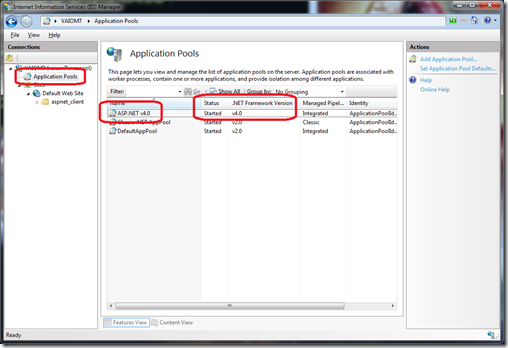 Internet Information Services (IIS) Manager
VAIOM7 ▸ Application Pools
File View Help
Connections
Application Pools
Sites
Default Web Site
aspnet_client
Application Pools
This page lets you view and manage the list of application pools on the server. Application pools are associated with
worker processes, contain one or more applications, and provide isolation among different applications.
Filter: Go Show All Group by: No Grouping
Name Status .NET Framework Version Managed Pipel... Identity
ASP.NET v4.0 Started v4.0 Integrated ApplicationPoolId...
Classic .NET AppPool Started v2.0 Classic ApplicationPoolId...
DefaultAppPool Started v2.0 Integrated ApplicationPoolId...
Features View Content View
Actions
Add Application Pool...
Set Application Pool Defaults...
Help
Online Help
Ready